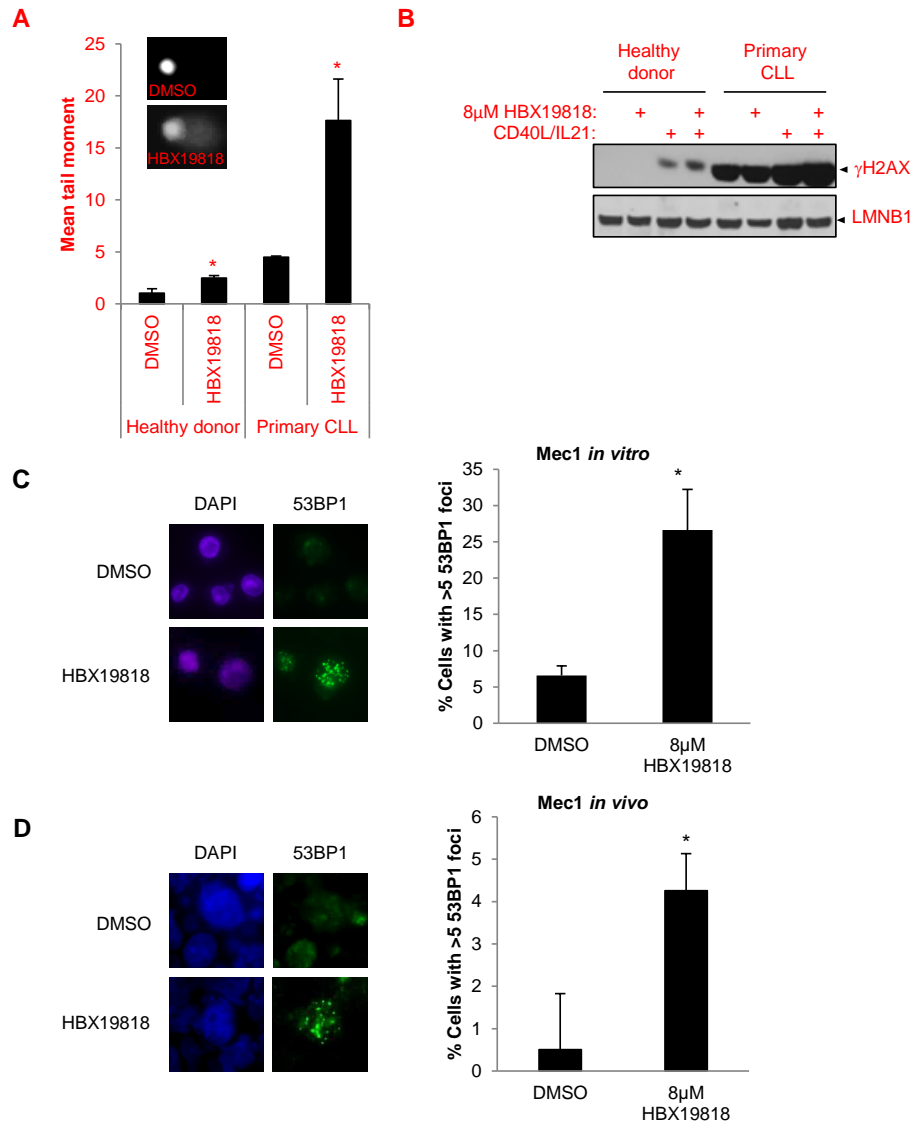 A
Mean tail moment
25
20
15
10
5
0
DMSO
HBX19818
*
*
DMSO
HBX19818
DMSO
HBX19818
Healthy donor
Primary CLL
B
Healthy donor
Primary CLL
8µM HBX19818: + + + +
CD40L/IL21: + + + +
γH2AX
LMNB1
C
DAPI
53BP1
DMSO
HBX19818
Mec1 in vitro
% Cells with >5 53BP1 foci
35
30
25
20
15
10
5
0
*
DMSO
8µM
HBX19818
D
DAPI
53BP1
DMSO
HBX19818
Mec1 in vivo
% Cells with >5 53BP1 foci
6
5
4
3
2
1
0
*
DMSO
8µM
HBX19818